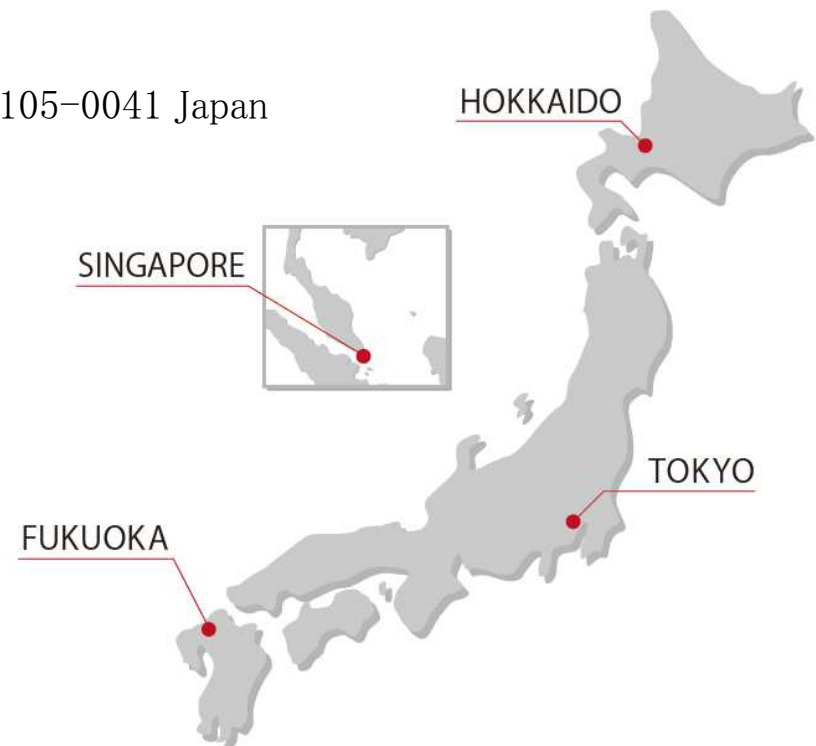 105-0041 Japan
HOKKAIDO
SINGAPORE
TOKYO
FUKUOKA